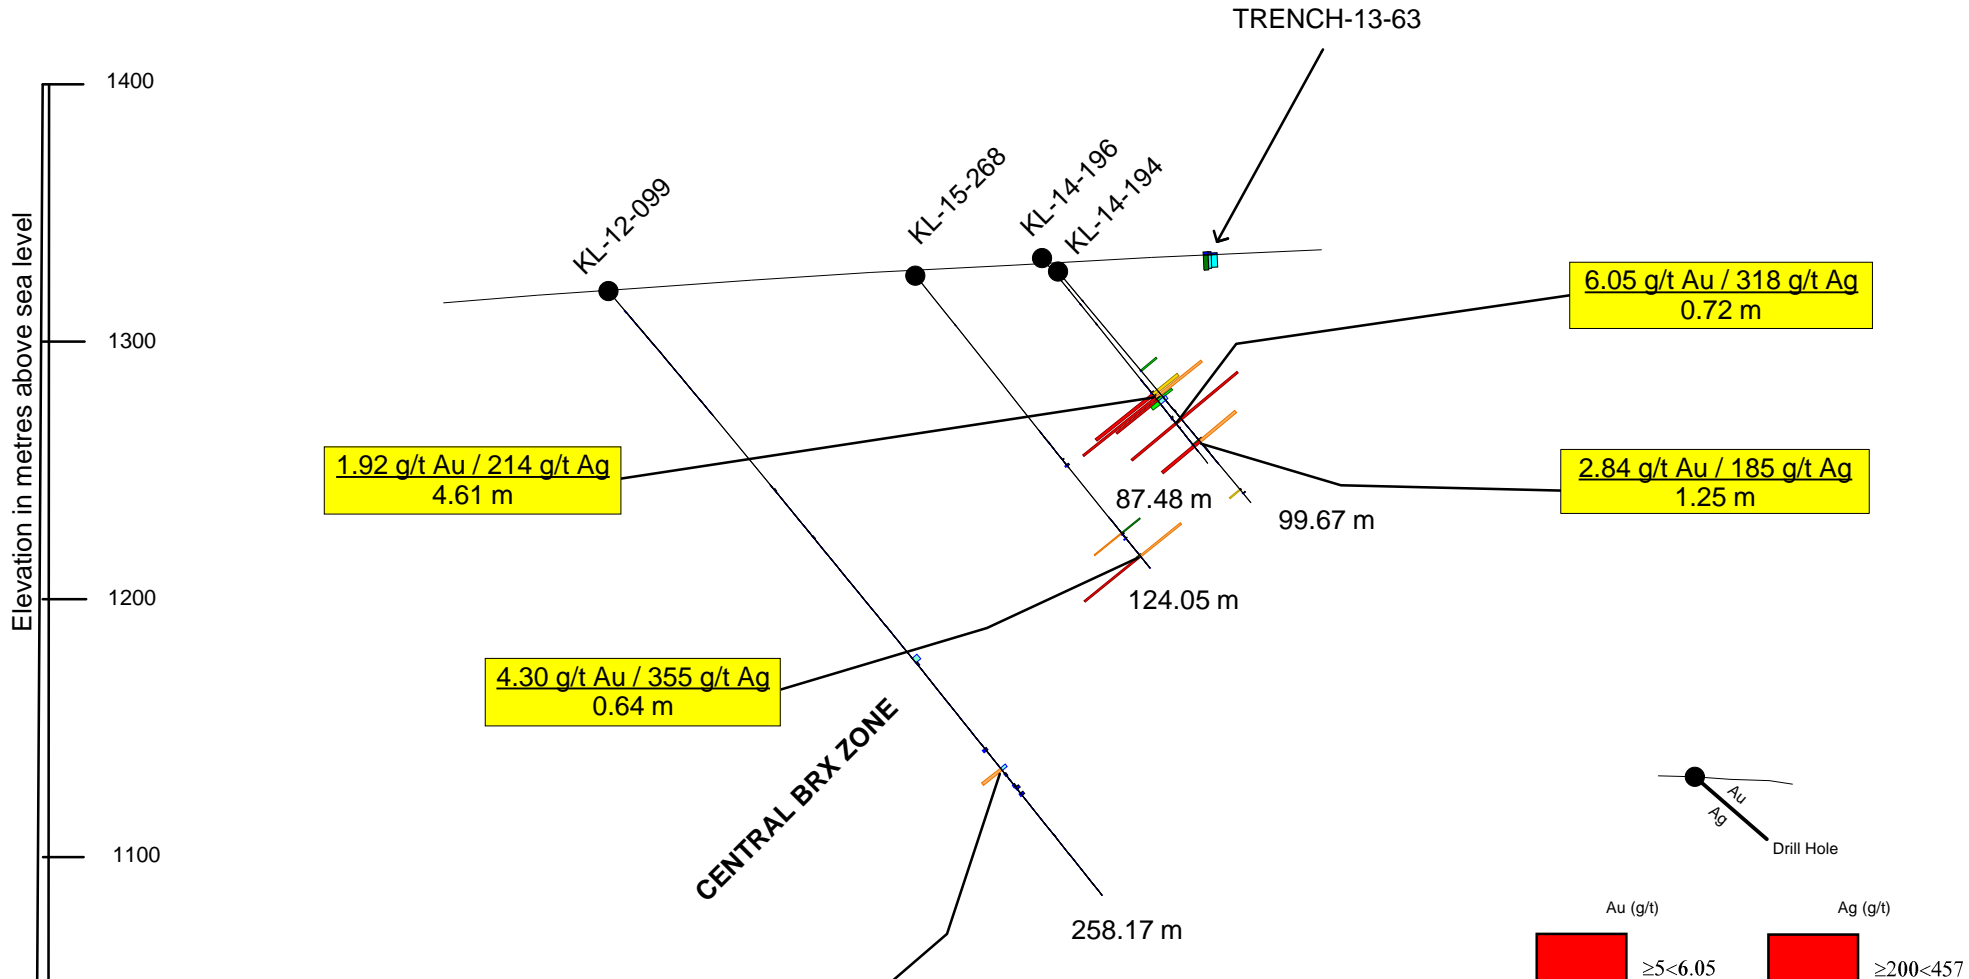 TRENCH-13-63
1400
KL-12-099
KL-15-268
KL-14-196
KL-14-194
Elevation in metres above sea level
6.05 g/t Au / 318 g/t Ag
0.72 m
1300
1.92 g/t Au / 214 g/t Ag
4.61 m
2.84 g/t Au / 185 g/t Ag
1.25 m
87.48 m
99.67 m
1200
124.05 m
4.30 g/t Au / 355 g/t Ag
0.64 m
CENTRAL BRX ZONE
Au
Ag
Drill Hole
1100
258.17 m
Au (g/t)
Ag (g/t)
≥5<6.05
≥200<457